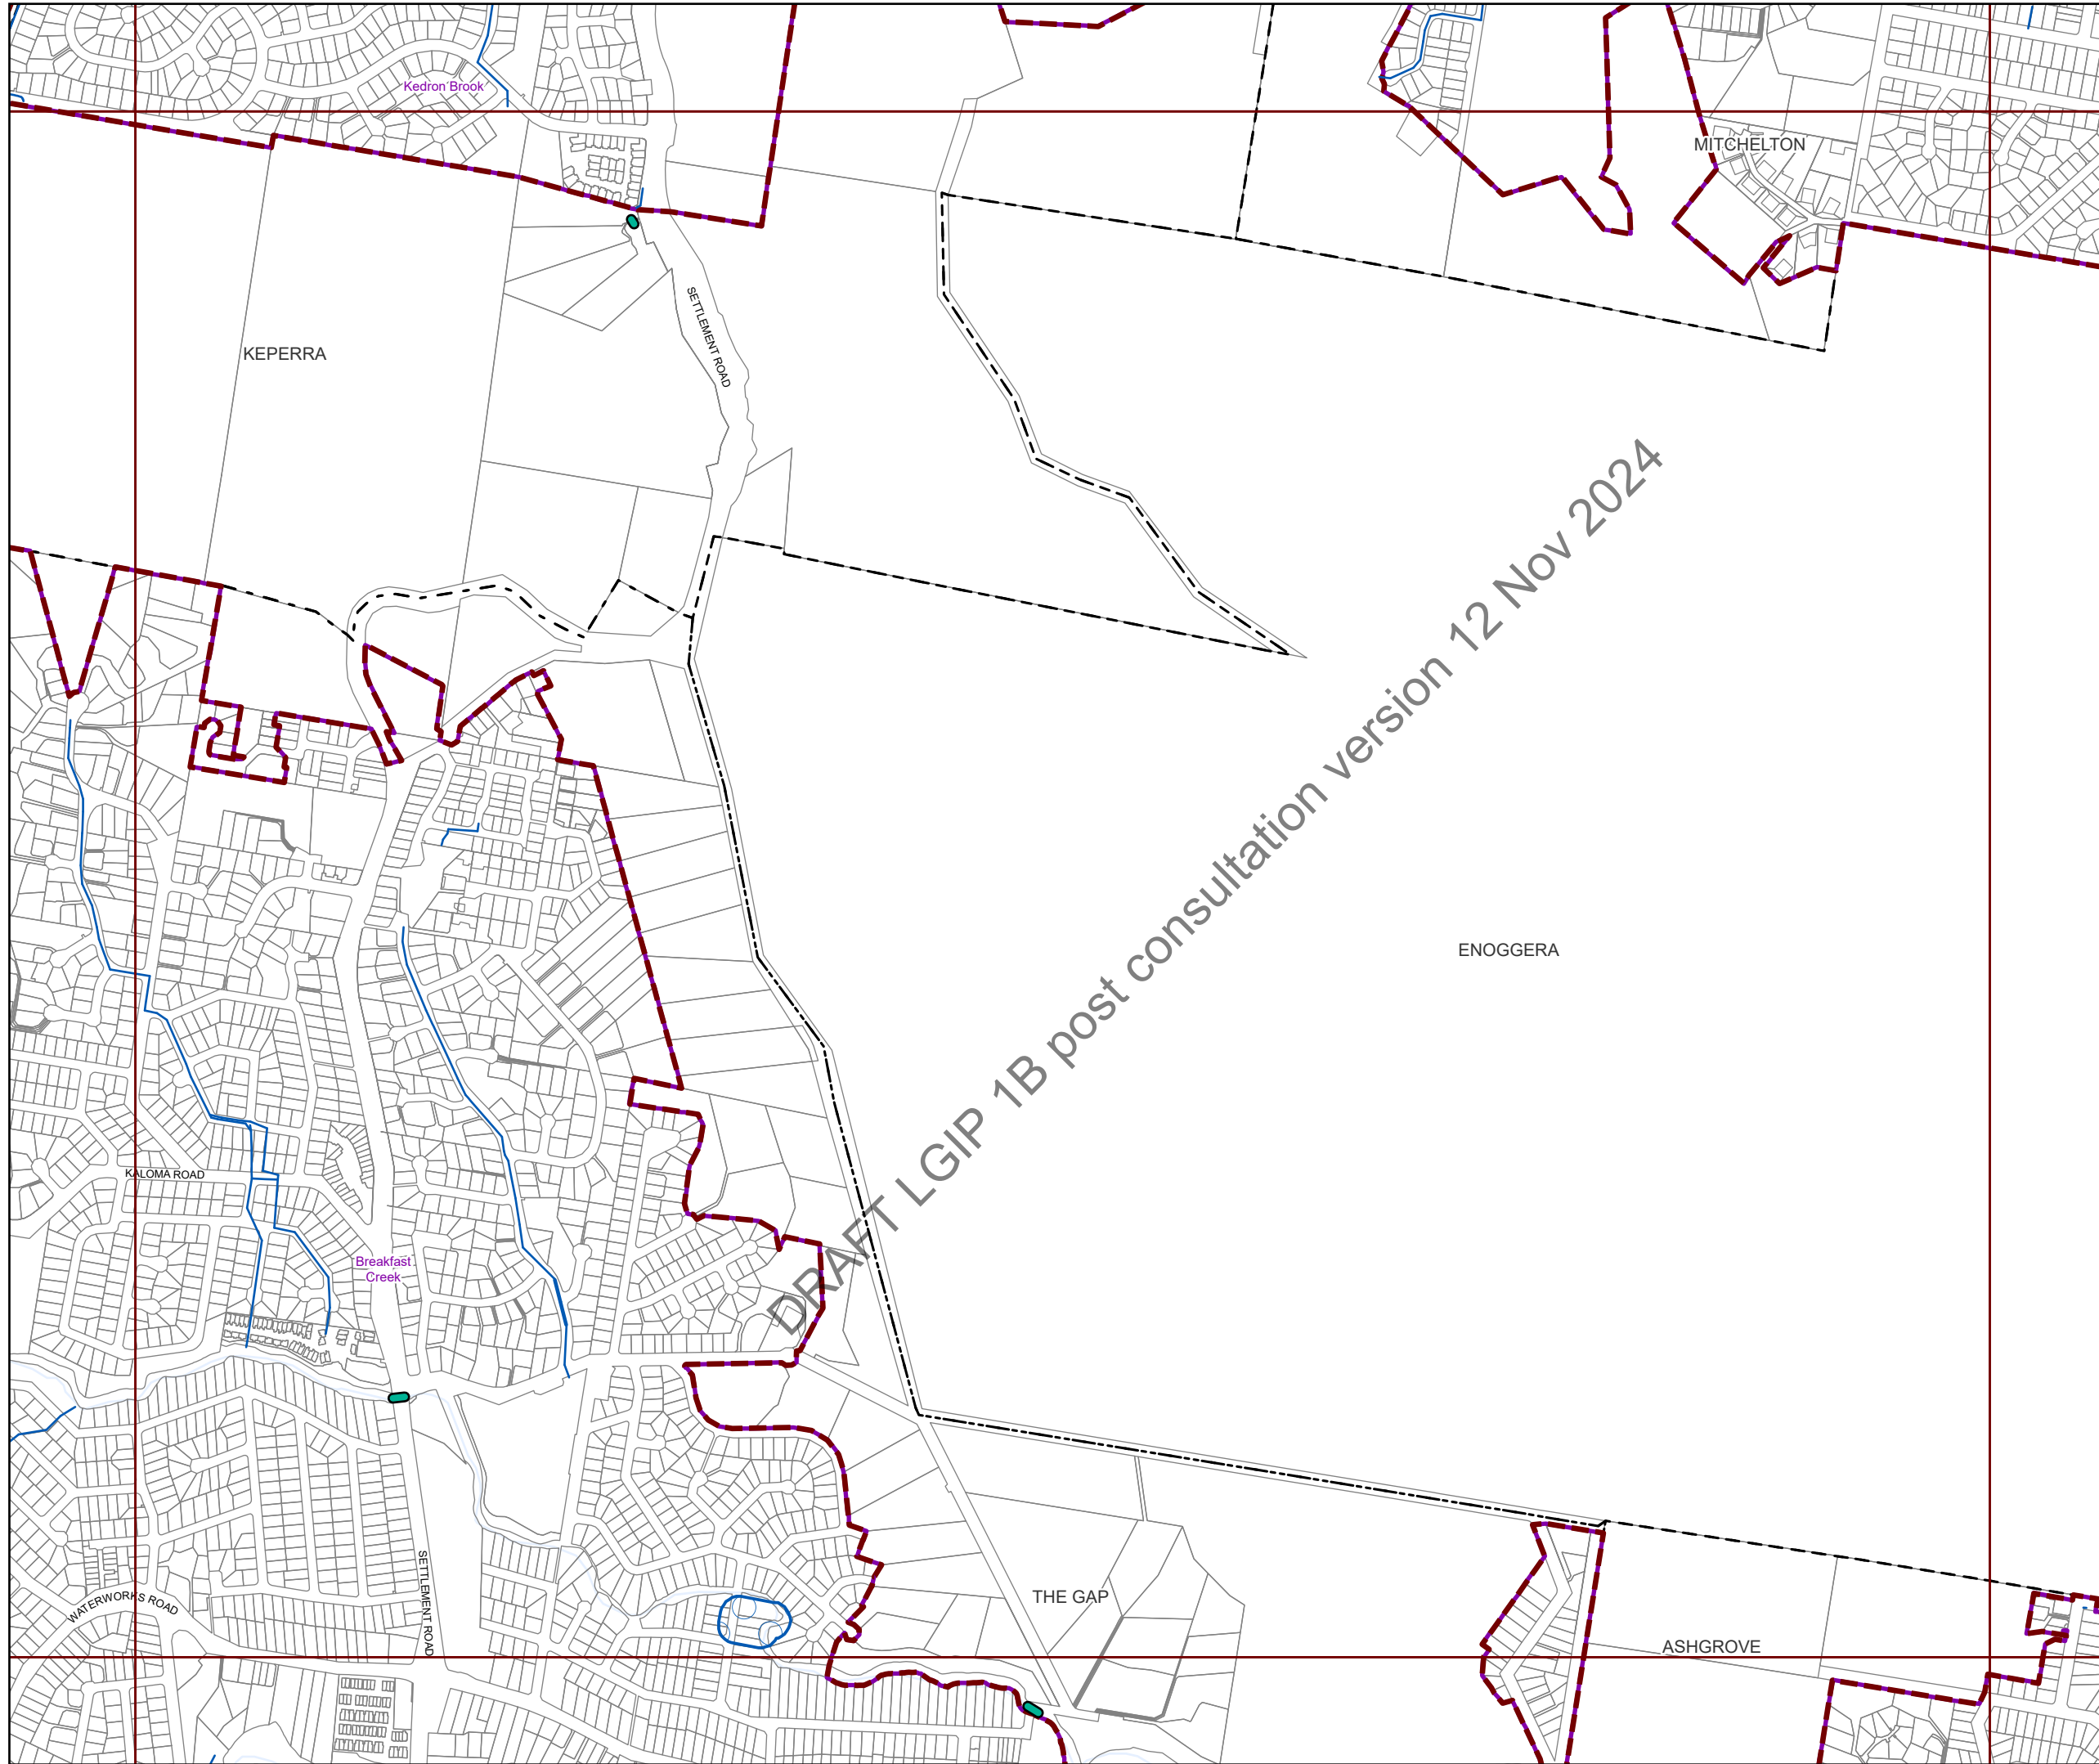 Kedron Brook
MITCHELTON
SETTLEMENT ROAD
KEPERRA
DRAFT LGIP 1B post consultation version 12 Nov 2024
ENOGGERA
KALOMA ROAD
Breakfast
Creek
SETTLEMENT ROAD
WATERWORKS ROAD
THE GAP
ASHGROVE